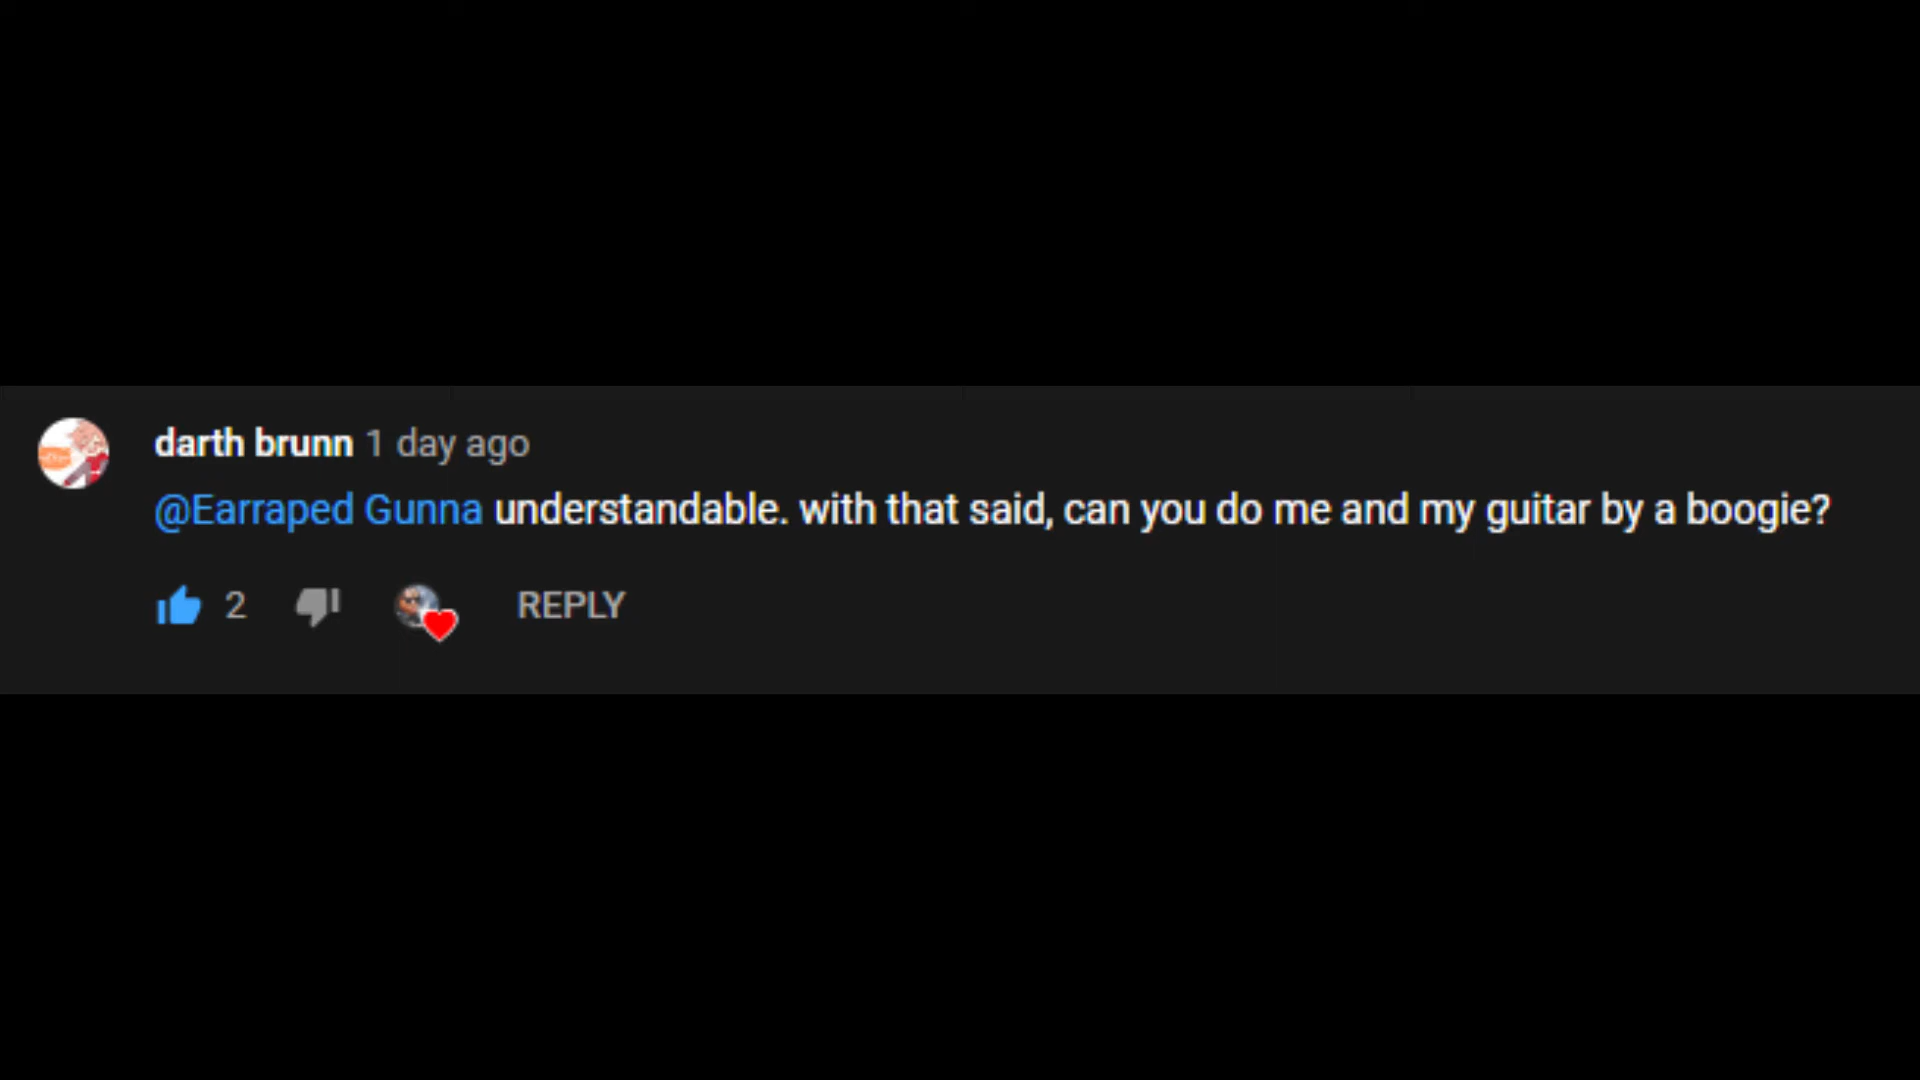 darth brunn 1 day ago
@Earraped Gunna understandable. with that said, can you do me and my guitar by a boogie?
2 REPLY